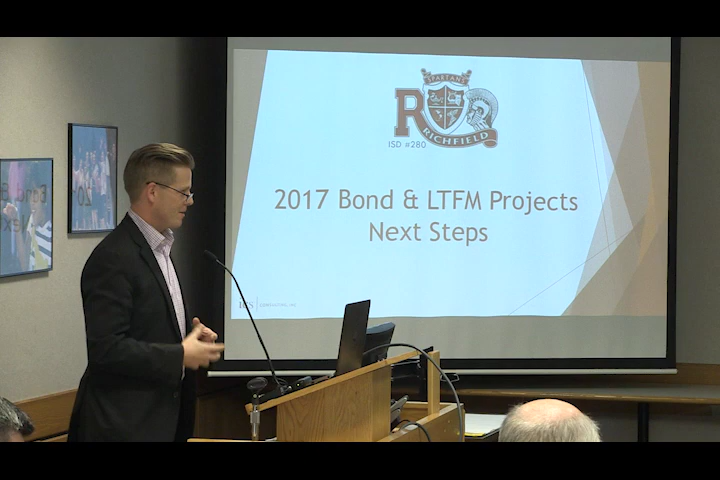 SPARTANS
R
RICHFIELD
ISD #280
2017 Bond & LTFM Projects
Next Steps